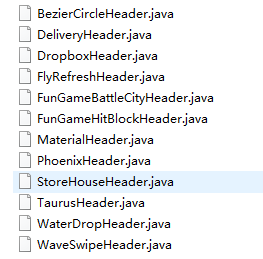 BezierCircleHeader.java
DeliveryHeader.java
DropboxHeader.java
FlyRefreshHeader.java
FunGameBattleCityHeader.java
FunGameHitBlockHeader.java
MaterialHeader.java
PhoenixHeader.java
StoreHouseHeader.java
TaurusHeader.java
WaterDropHeader.java
WaveSwipeHeader.java